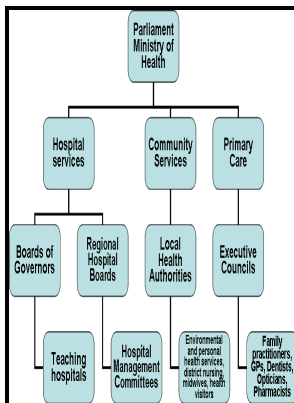 Parliament
Ministry of
Health
Hospital
services
Community
Services
Primary
Care
Boards of
Governors
Regional
Hospital
Boards
Local
Health
Authorities
Executive
Councils
Teaching
hospitals
Hospital
Management
Committees
Environmental
and personal
health services,
district nursing,
midwives, health
visitors
Family
practitioners,
GPs, Dentists,
Opticians,
Pharmacists